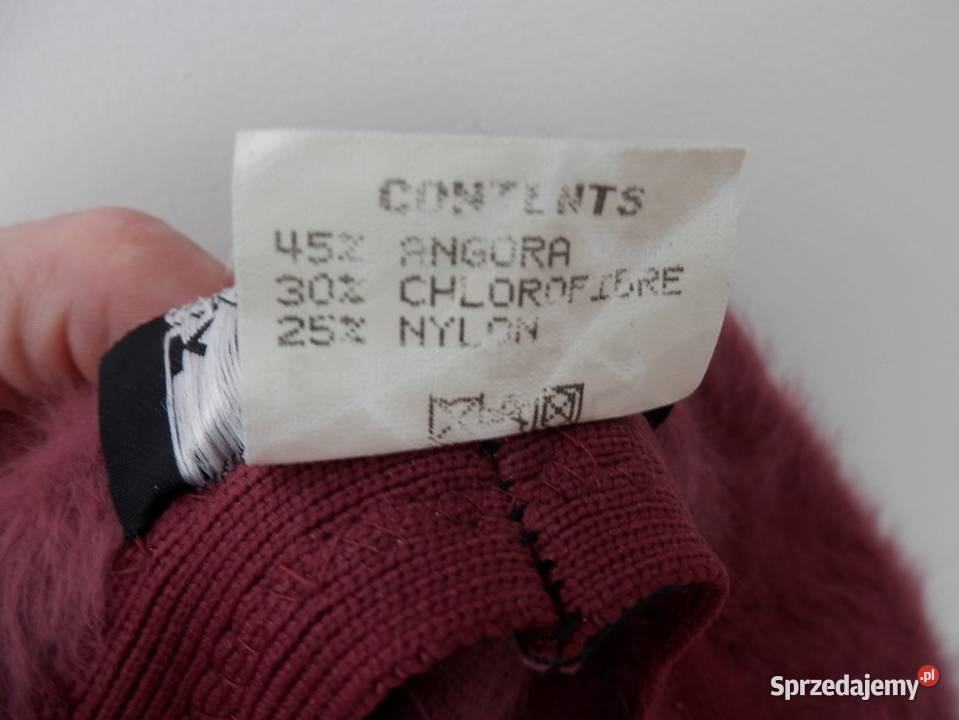 CONTENTS
45% ANGORA
30% CHLOROFIBRE
25% NYLON
Sprzedajemy.pl